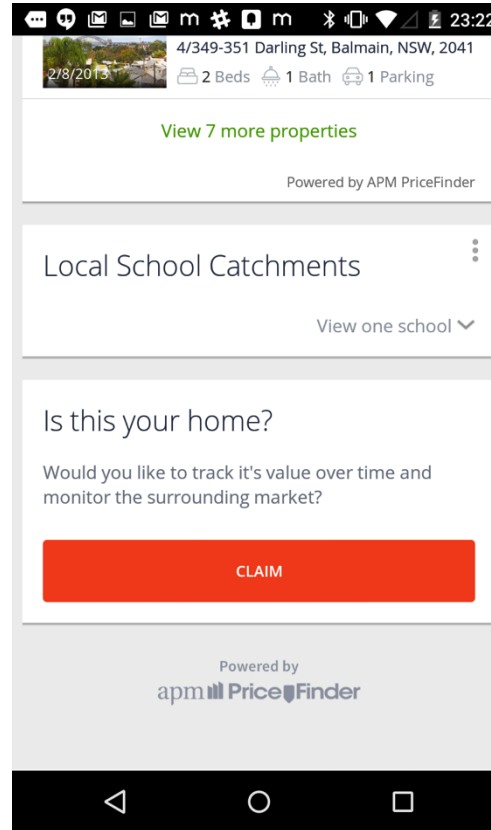 23:22
4/349-351 Darling St, Balmain, NSW, 2041
2/8/2013
2 Beds 1 Bath 1 Parking
View 7 more properties
Powered by APM PriceFinder
Local School Catchments
View one school
Is this your home?
Would you like to track it's value over time and
monitor the surrounding market?
CLAIM
Powered by
apm PriceFinder